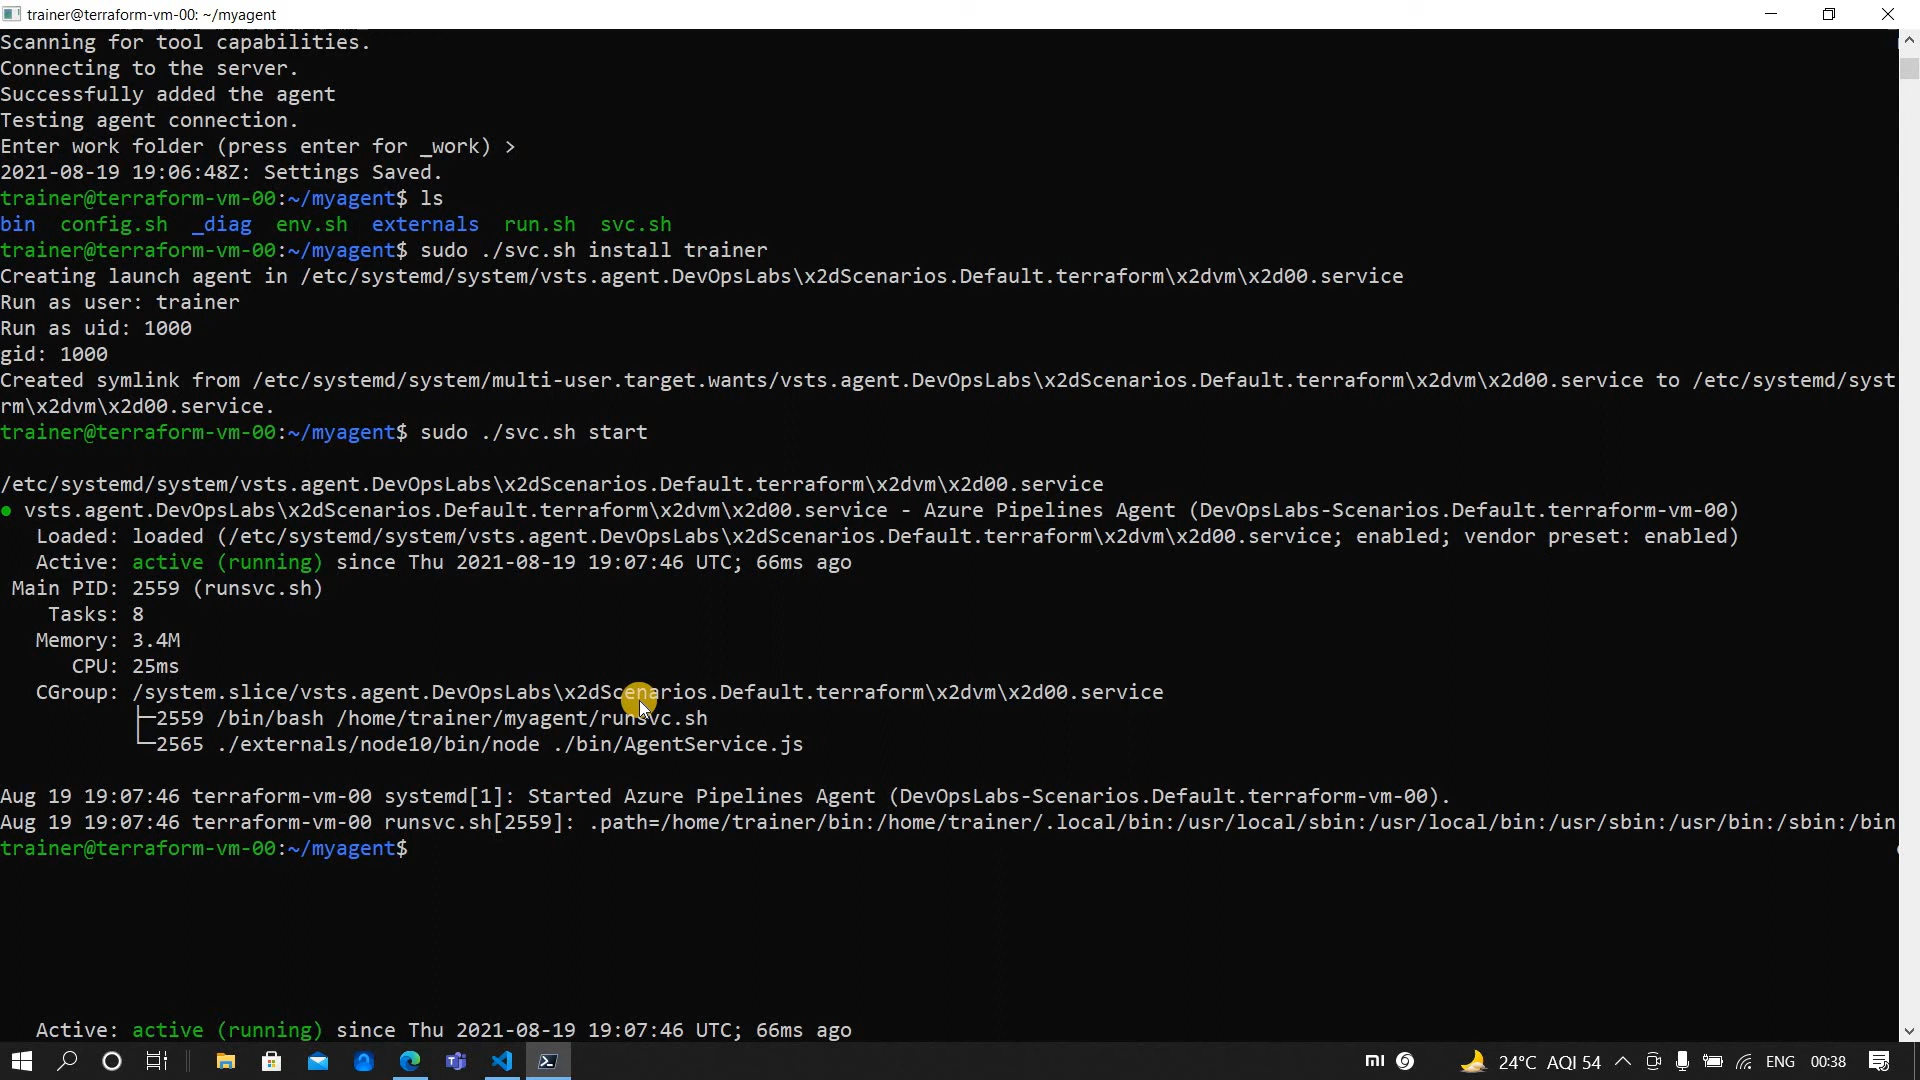 trainer@terraform-vm-00: ~/myagent
Scanning for tool capabilities.
Connecting to the server.
Successfully added the agent
Testing agent connection.
Enter work folder (press enter for _work) >
2021-08-19 19:06:48Z: Settings Saved.
trainer@terraform-vm-00:~/myagent$ ls
bin  config.sh  _diag  env.sh  externals  run.sh  svc.sh
trainer@terraform-vm-00:~/myagent$ sudo ./svc.sh install trainer
Creating launch agent in /etc/systemd/system/vsts.agent.DevOpsLabs\x2dScenarios.Default.terraform\x2dvm\x2d00.service
Run as user: trainer
Run as uid: 1000
gid: 1000
Created symlink from /etc/systemd/system/multi-user.target.wants/vsts.agent.DevOpsLabs\x2dScenarios.Default.terraform\x2dvm\x2d00.service to /etc/systemd/syst
rm\x2dvm\x2d00.service.
trainer@terraform-vm-00:~/myagent$ sudo ./svc.sh start
/etc/systemd/system/vsts.agent.DevOpsLabs\x2dScenarios.Default.terraform\x2dvm\x2d00.service
● vsts.agent.DevOpsLabs\x2dScenarios.Default.terraform\x2dvm\x2d00.service - Azure Pipelines Agent (DevOpsLabs-Scenarios.Default.terraform-vm-00)
Loaded: loaded (/etc/systemd/system/vsts.agent.DevOpsLabs\x2dScenarios.Default.terraform\x2dvm\x2d00.service; enabled; vendor preset: enabled)
Active: active (running) since Thu 2021-08-19 19:07:46 UTC; 66ms ago
Main PID: 2559 (runsvc.sh)
Tasks: 8
Memory: 3.4M
CPU: 25ms
CGroup: /system.slice/vsts.agent.DevOpsLabs\x2dScenarios.Default.terraform\x2dvm\x2d00.service
├─2559 /bin/bash /home/trainer/myagent/runsvc.sh
└─2565 ./externals/node10/bin/node ./bin/AgentService.js
Aug 19 19:07:46 terraform-vm-00 systemd[1]: Started Azure Pipelines Agent (DevOpsLabs-Scenarios.Default.terraform-vm-00).
Aug 19 19:07:46 terraform-vm-00 runsvc.sh[2559]: .path=/home/trainer/bin:/home/trainer/.local/bin:/usr/local/sbin:/usr/local/bin:/usr/sbin:/usr/bin:/sbin:/bin
trainer@terraform-vm-00:~/myagent$
Active: active (running) since Thu 2021-08-19 19:07:46 UTC; 66ms ago
24°C AQI 54 ENG 00:38